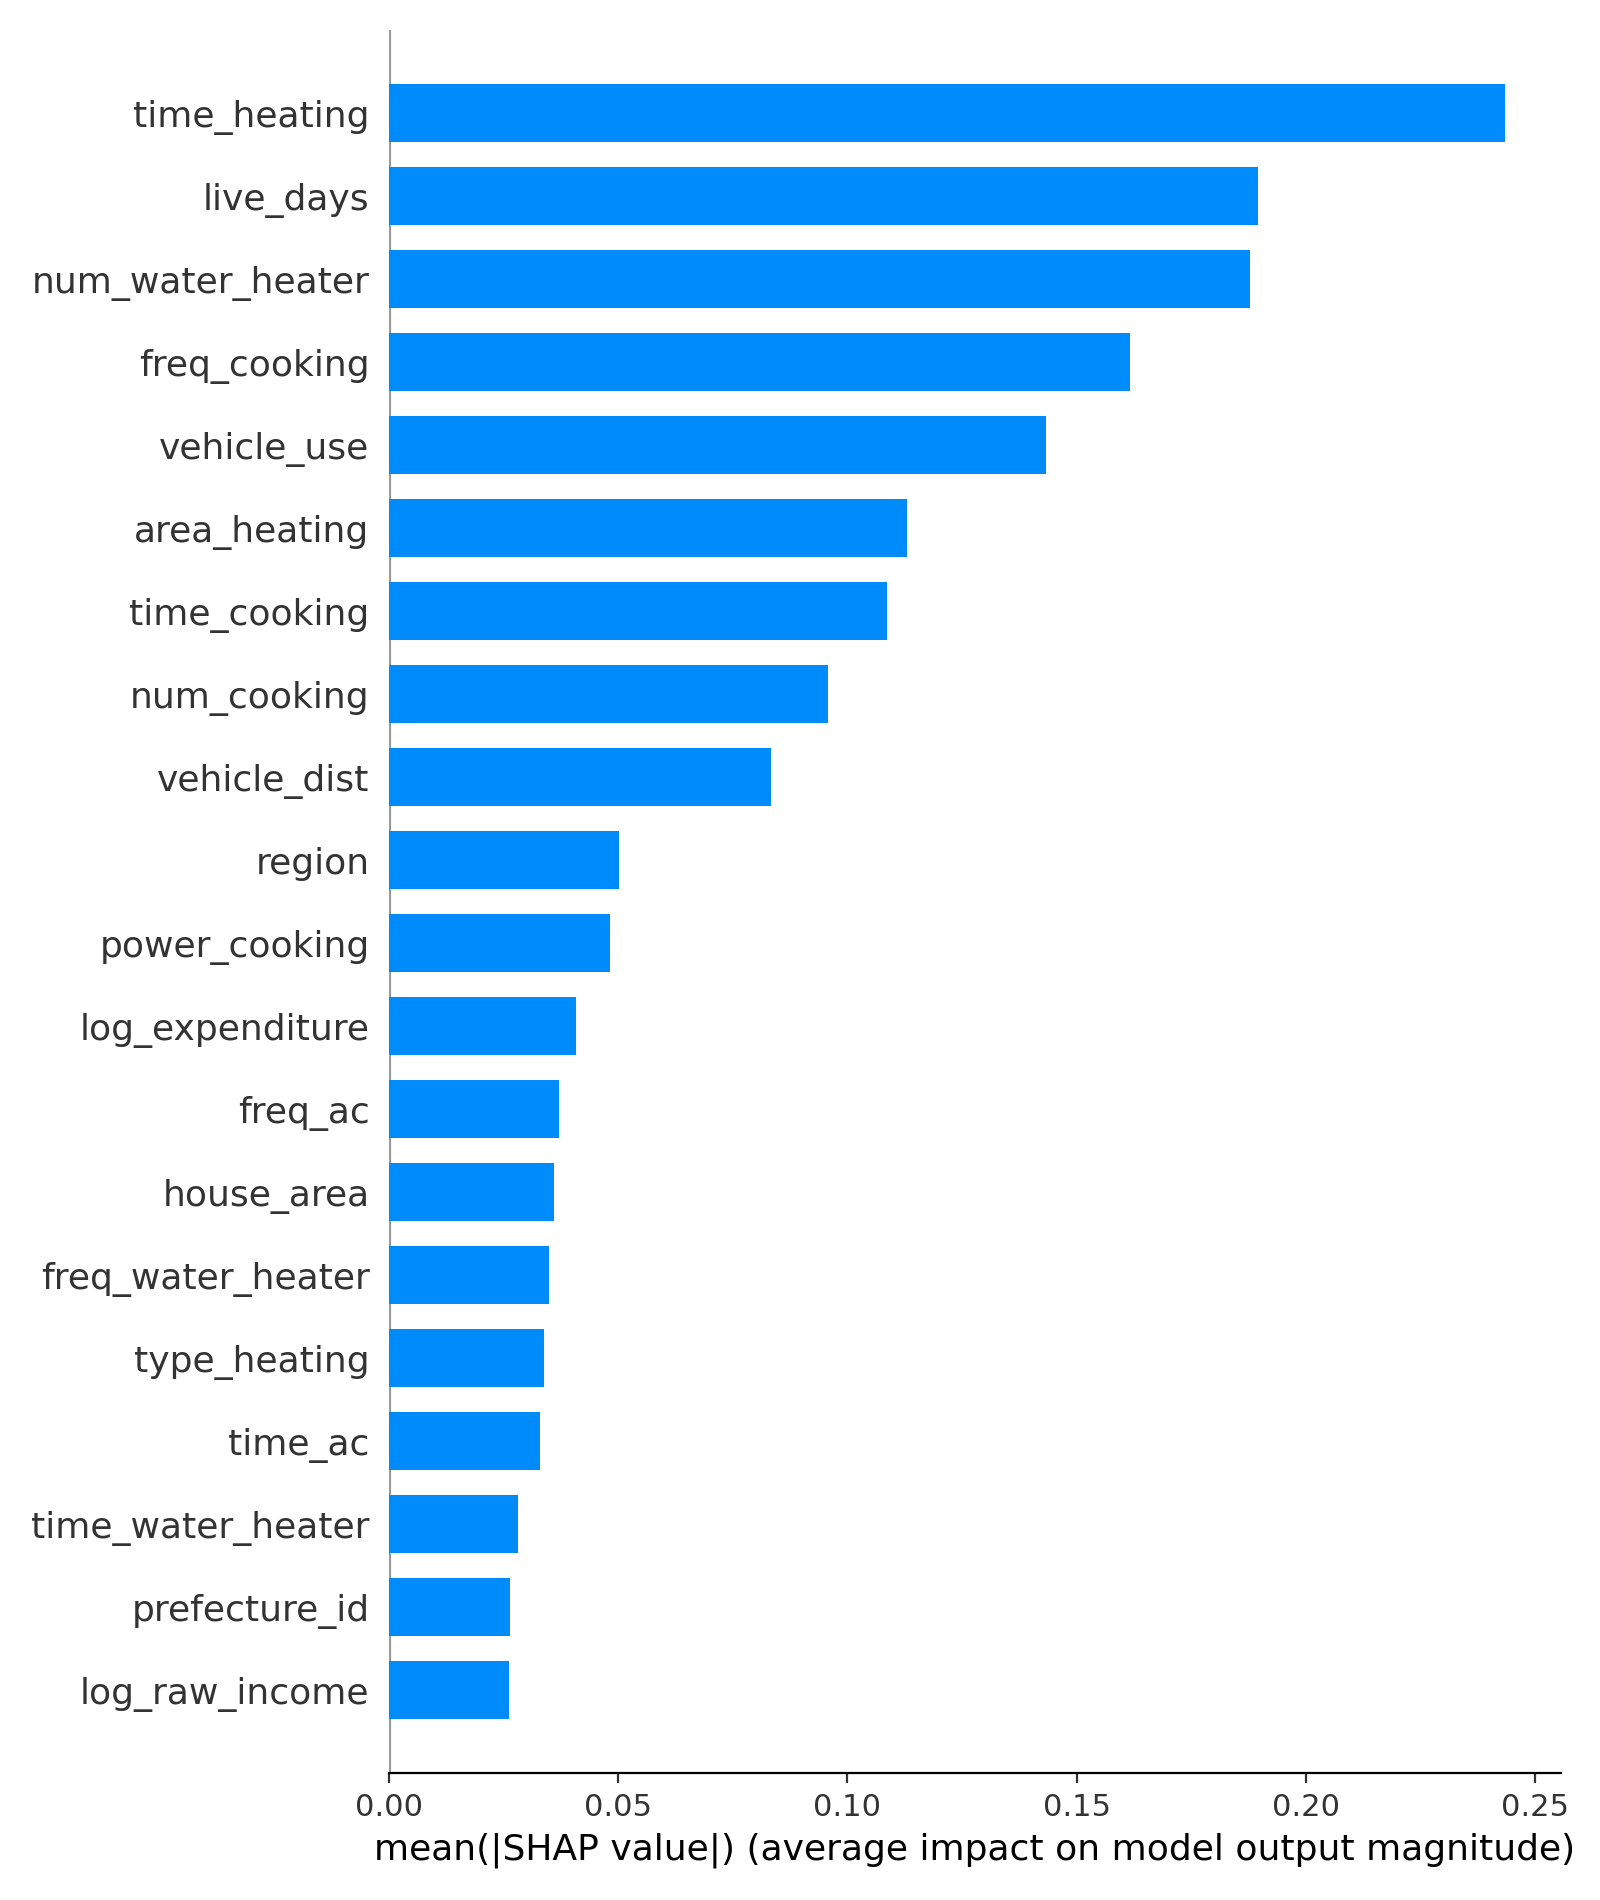 time_heating
live_days
num_water_heater
freq_cooking
vehicle_use
area_heating
time_cooking
num_cooking
vehicle_dist
region
power_cooking
log_expenditure
freq_ac
house_area
freq_water_heater
type_heating
time_ac
time_water_heater
prefecture_id
log_raw_income
0.00 0.05 0.10 0.15 0.20 0.25
mean(|SHAP value|) (average impact on model output magnitude)